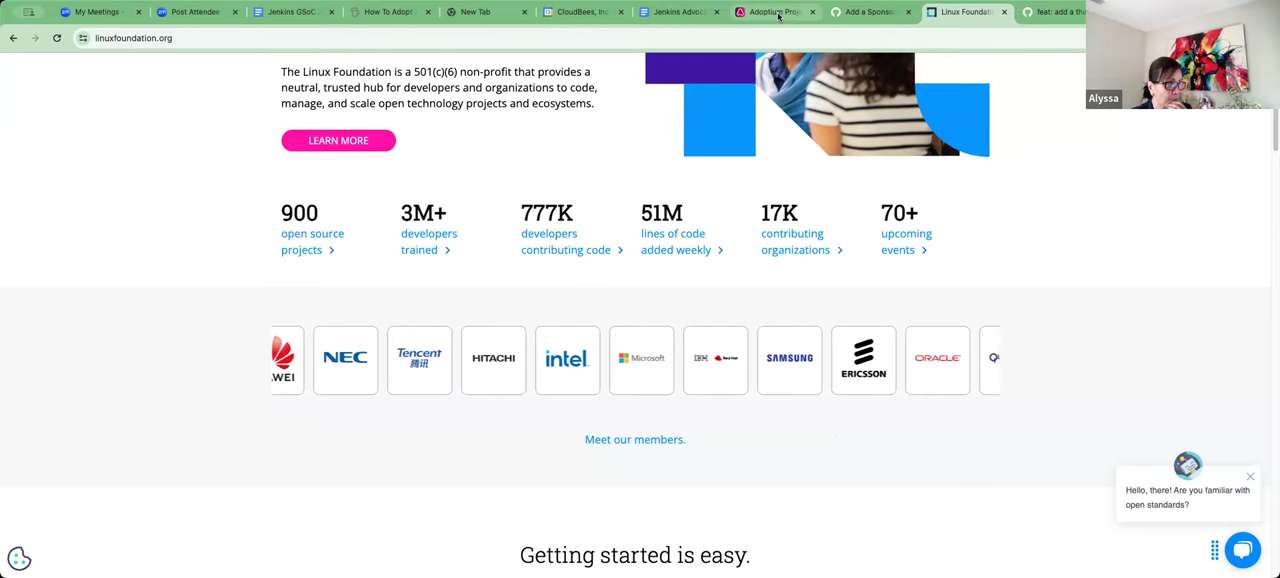 My Meetings -
Post Attendee
Jenkins GSoC
How To Adopt
New Tab
CloudBees, Inc
Jenkins Advoc
Adoptium Proj
Add a Sponsor
Linux Foundati
feat: add a tha
linuxfoundation.org
Alyssa
The Linux Foundation is a 501(c)(6) non-profit that provides a
neutral, trusted hub for developers and organizations to code,
manage, and scale open technology projects and ecosystems.
LEARN MORE
900
open source
projects
3M+
developers
trained
777K
developers
contributing code
51M
lines of code
added weekly
17K
contributing
organizations
70+
upcoming
events
AWEI
NEC
Tencent
腾讯
HITACHI
intel.
Microsoft
IBM
Red Hat
SAMSUNG
ERICSSON
ORACLE
Meet our members.
Hello, there! Are you familiar with
open standards?
Getting started is easy.